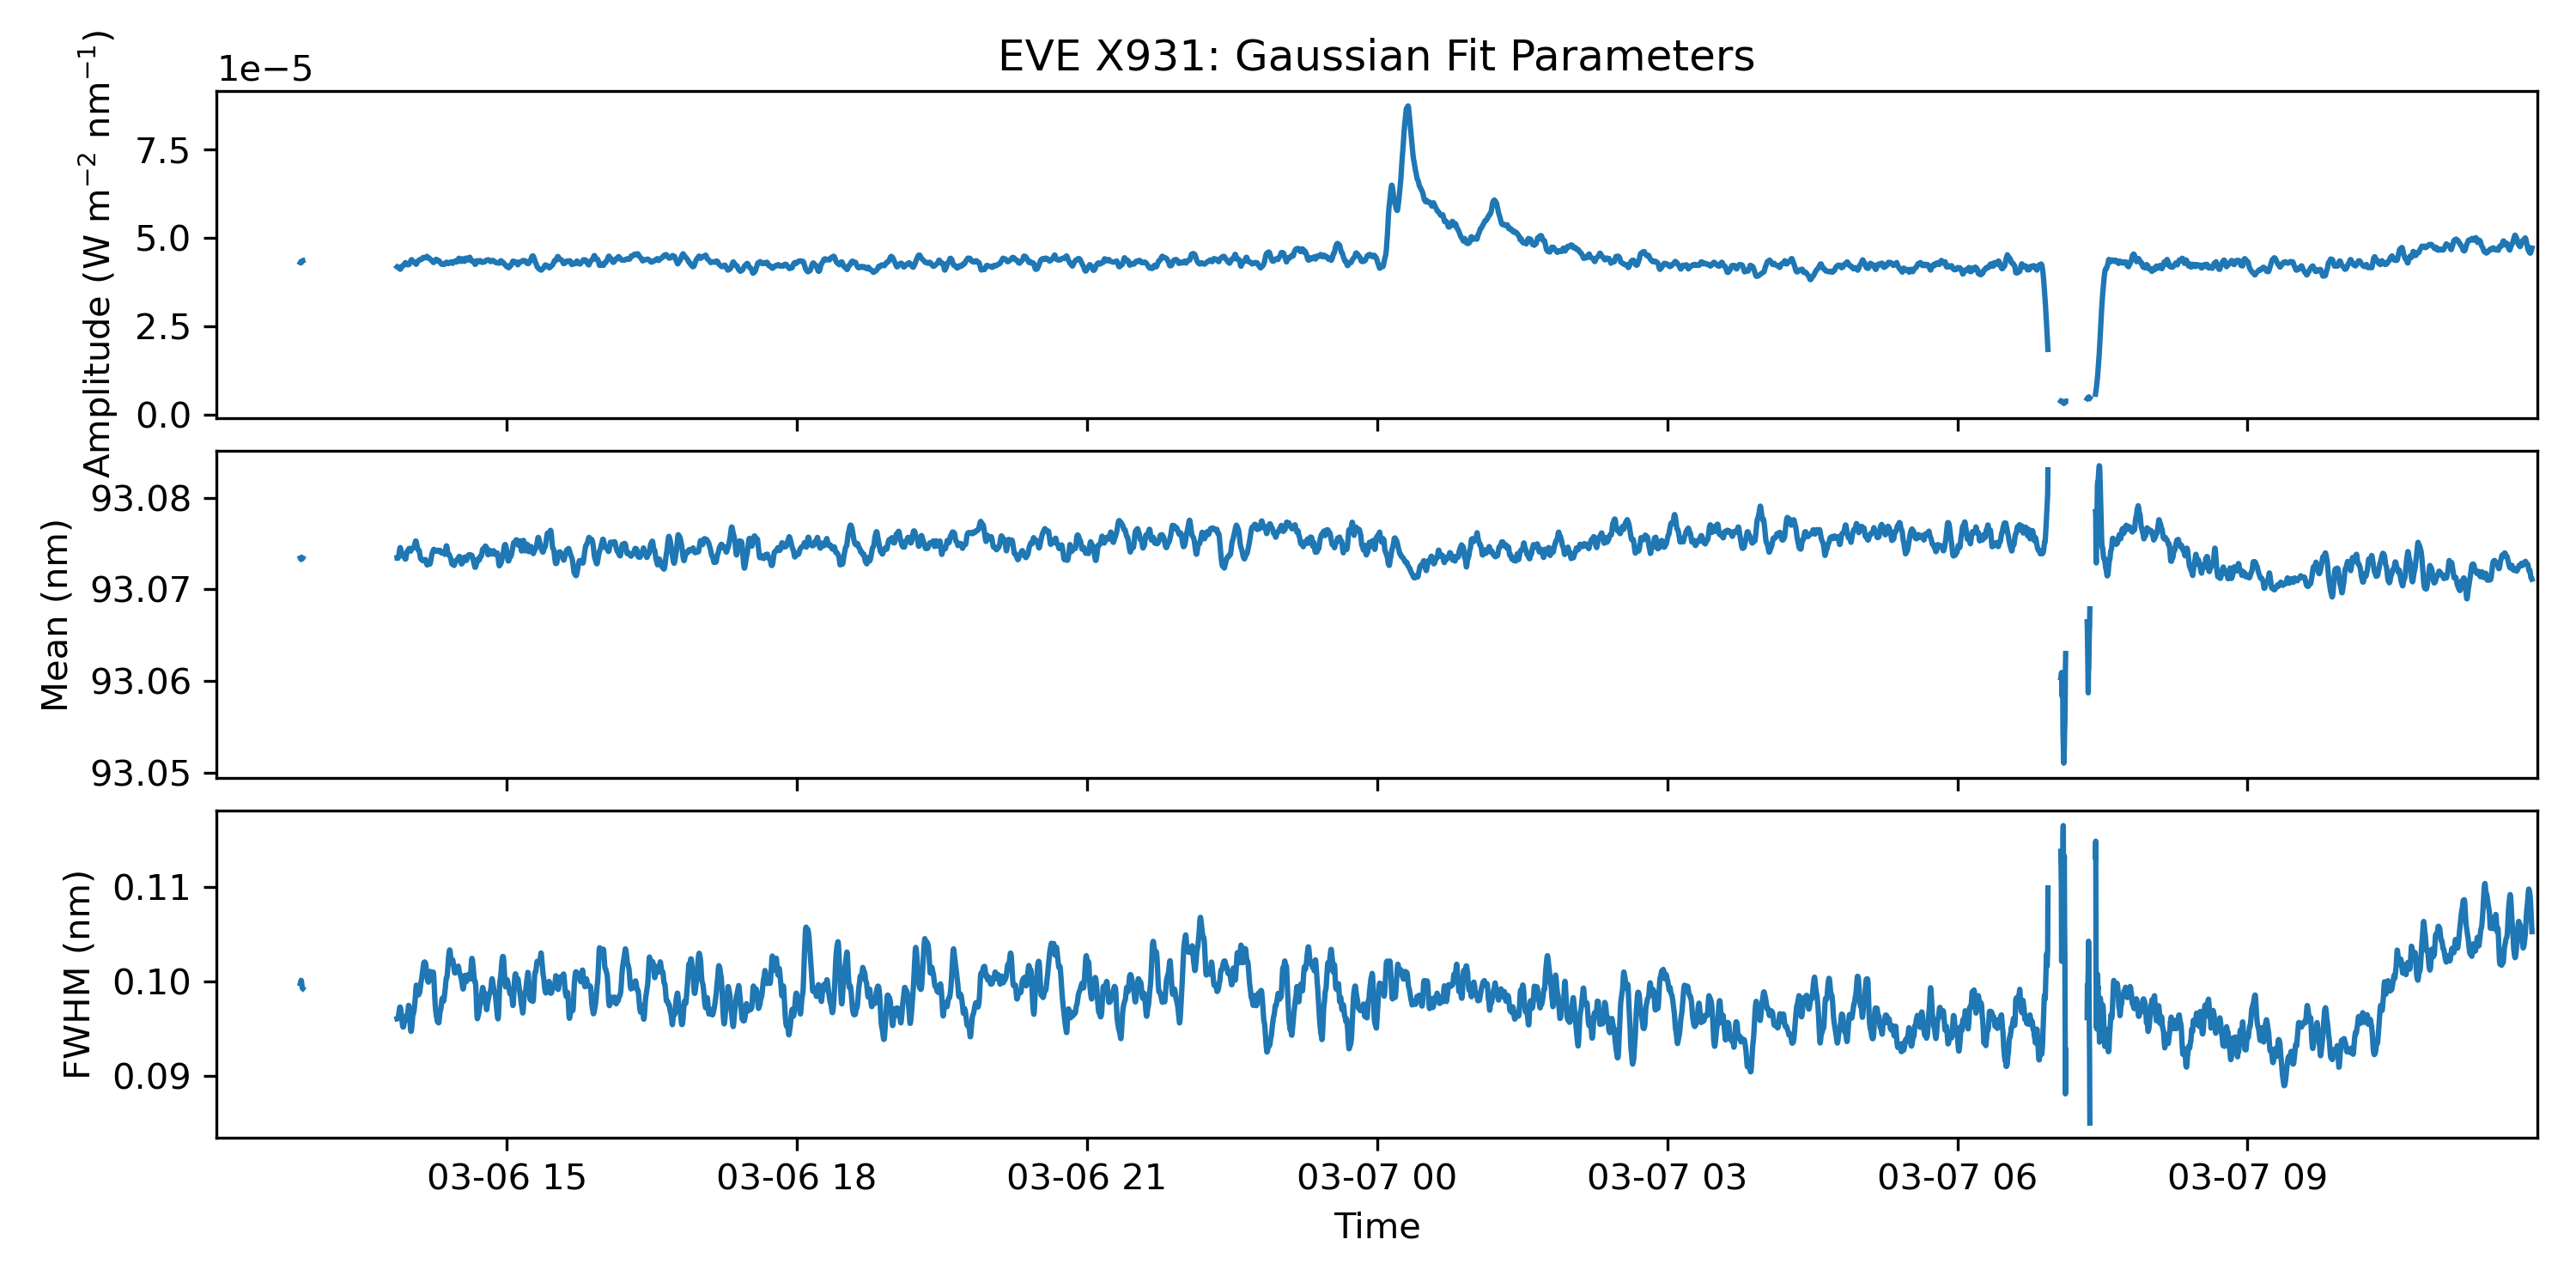 EVE X931: Gaussian Fit Parameters
1e−5
Amplitude (W m⁻² nm⁻¹)
7.5
5.0
2.5
0.0
Mean (nm)
93.08
93.07
93.06
93.05
FWHM (nm)
0.11
0.10
0.09
03-06 15 03-06 18 03-06 21 03-07 00 03-07 03 03-07 06 03-07 09
Time